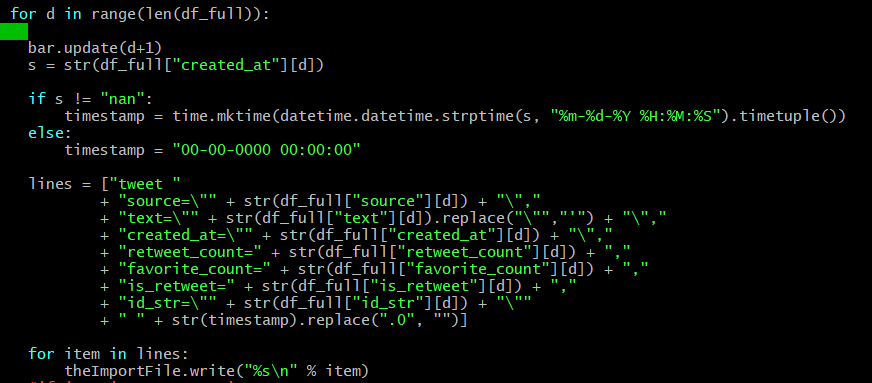 for d in range(len(df_full)):
bar.update(d+1)
s = str(df_full["created_at"][d])
if s != "nan":
timestamp = time.mktime(datetime.datetime.strptime(s, "%m-%d-%Y %H:%M:%S").timetuple())
else:
timestamp = "00-00-0000 00:00:00"
lines = ["tweet "
+ "source=\"" + str(df_full["source"][d]) + "\","
+ "text=\"" + str(df_full["text"][d]).replace("\"","'") + "\","
+ "created_at=\"" + str(df_full["created_at"][d]) + "\","
+ "retweet_count=" + str(df_full["retweet_count"][d]) + ","
+ "favorite_count=" + str(df_full["favorite_count"][d]) + ","
+ "is_retweet=" + str(df_full["is_retweet"][d]) + ","
+ "id_str=\"" + str(df_full["id_str"][d]) + "\""
+ " " + str(timestamp).replace(".0", "")]
for item in lines:
theImportFile.write("%s\n" % item)